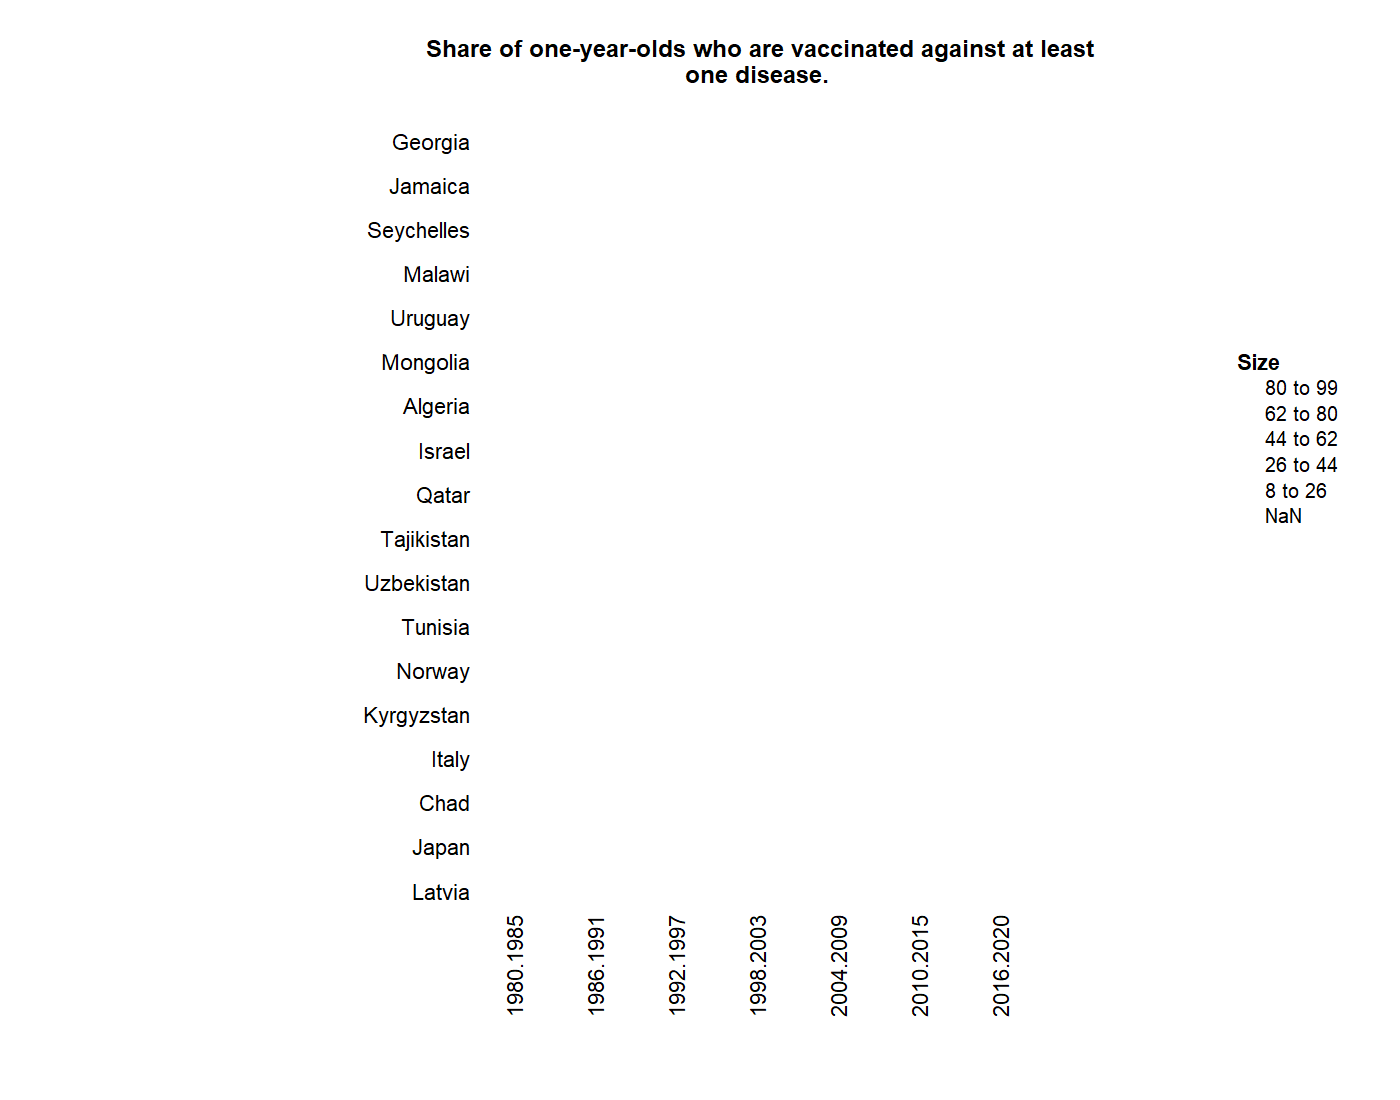 Share of one-year-olds who are vaccinated against at least
one disease.
Georgia
Jamaica
Seychelles
Malawi
Uruguay
Mongolia
Algeria
Israel
Qatar
Tajikistan
Uzbekistan
Tunisia
Norway
Kyrgyzstan
Italy
Chad
Japan
Latvia
1980.1985
1986.1991
1992.1997
1998.2003
2004.2009
2010.2015
2016.2020
Size
80 to 99
62 to 80
44 to 62
26 to 44
8 to 26
NaN